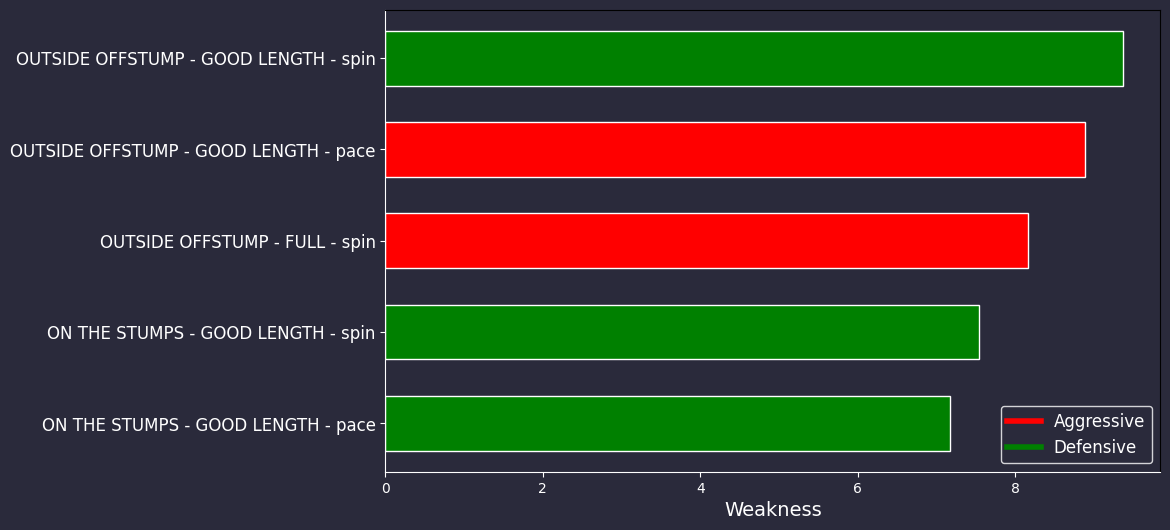 OUTSIDE OFFSTUMP - GOOD LENGTH - spin
OUTSIDE OFFSTUMP - GOOD LENGTH - pace
OUTSIDE OFFSTUMP - FULL - spin
ON THE STUMPS - GOOD LENGTH - spin
ON THE STUMPS - GOOD LENGTH - pace
Aggressive
Defensive
0 2 4 6 8
Weakness